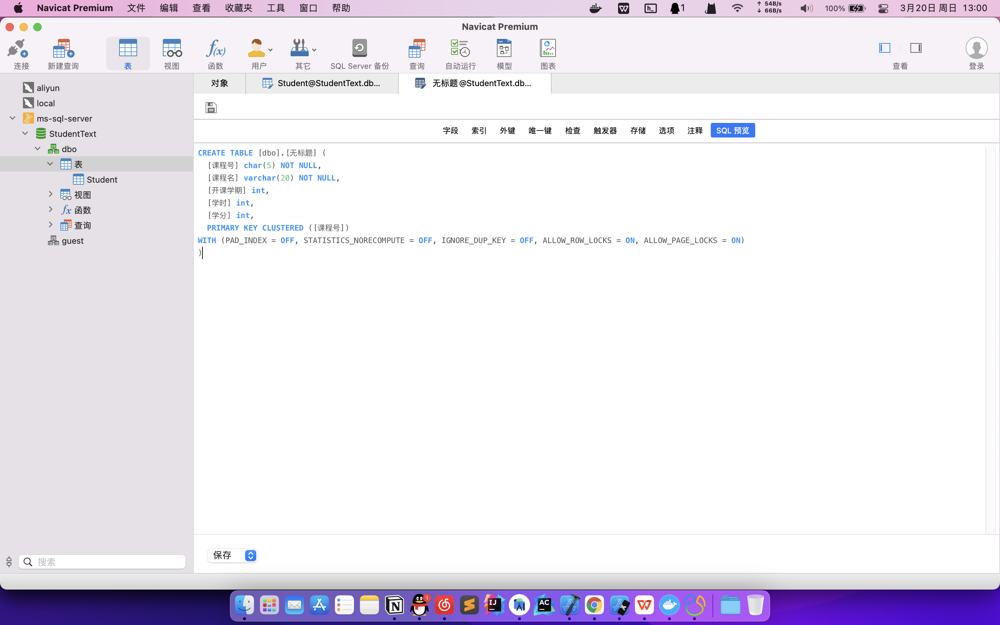 Navicat Premium 文件 编辑 查看 收藏夹 工具 窗口 帮助 1 ↑ 54B/s ↓ 66B/s 100% 3月20日 周日 13:00
Navicat Premium
连接 新建查询 表 视图 函数 用户 其它 SQL Server 备份 查询 自动运行 模型 图表 查看 登录
对象 Student@StudentText.db... 无标题@StudentText.db...
aliyun
local
ms-sql-server
StudentText
dbo
表
Student
视图
函数
查询
guest
字段 索引 外键 唯一键 检查 触发器 存储 选项 注释 SQL 预览
CREATE TABLE [dbo].[无标题] (
[课程号] char(5) NOT NULL,
[课程名] varchar(20) NOT NULL,
[开课学期] int,
[学时] int,
[学分] int,
PRIMARY KEY CLUSTERED ([课程号])
WITH (PAD_INDEX = OFF, STATISTICS_NORECOMPUTE = OFF, IGNORE_DUP_KEY = OFF, ALLOW_ROW_LOCKS = ON, ALLOW_PAGE_LOCKS = ON)
)
保存
搜索
1
IJ
AC